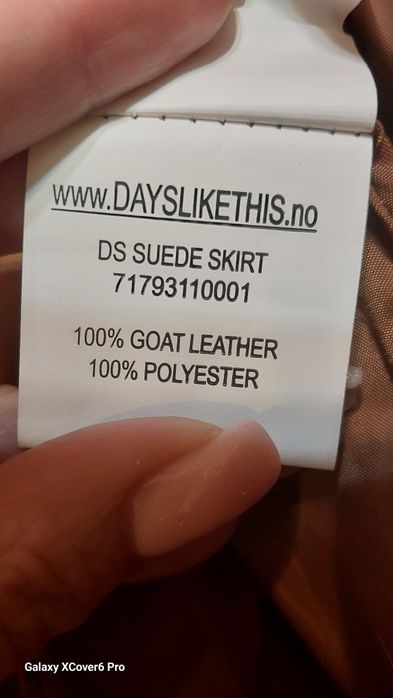 www.DAYSLIKETHIS.no
DS SUEDE SKIRT
71793110001
100% GOAT LEATHER
100% POLYESTER
Galaxy XCover6 Pro